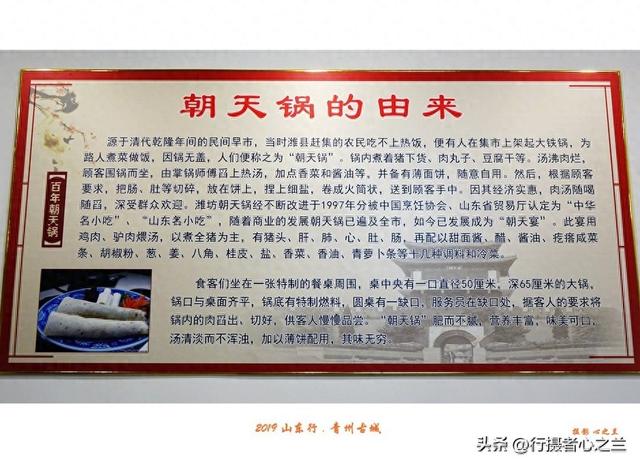 朝天锅的由来
源于清代乾隆年间的民间早市，当时潍县赶集的农民吃不上热饭，便有人在集市上架起大铁锅，为
路人煮菜做饭，因锅无盖，人们便称之为“朝天锅”。锅内煮着猪下货、肉丸子、豆腐干等。汤沸肉烂，
顾客围锅而坐，由掌锅师傅舀上热汤，加点香菜和酱油等，并备有薄面饼，随意自用。然后，根据顾客
要求，把肠、肚等切碎，放在饼上，捏上细盐，卷成火筒状，送到顾客手中。因其经济实惠，肉汤随喝
随舀，深受群众欢迎。潍坊朝天锅经不断改进于1997年分被中国烹饪协会、山东省贸易厅认定为“中华
名小吃”、“山东名小吃”，随着商业的发展朝天锅已遍及全市，如今已发展成为“朝天宴”。此宴用
鸡肉、驴肉煨汤，以煮全猪为主，有猪头、肝、肺、心、肚、肠，再配以甜面酱、醋、酱油、疙瘩咸菜
条、胡椒粉、葱、姜、八角、桂皮、盐、香菜、香油、青萝卜条等十几种调料和冷菜。
食客们坐在一张特制的餐桌周围，桌中央有一口直径50厘米，深65厘米的大锅，
锅口与桌面齐平，锅底有特制燃料，圆桌有一缺口，服务员在缺口处，据客人的要求将
锅内的肉舀出、切好，供客人慢慢品尝。“朝天锅”肥而不腻，营养丰富，味美可口，
汤清淡而不浑浊，加以薄饼配用，其味无穷。
【百年朝天锅】
2019 山东行．青州古城
摄影 心之兰
头条 @行摄者心之兰